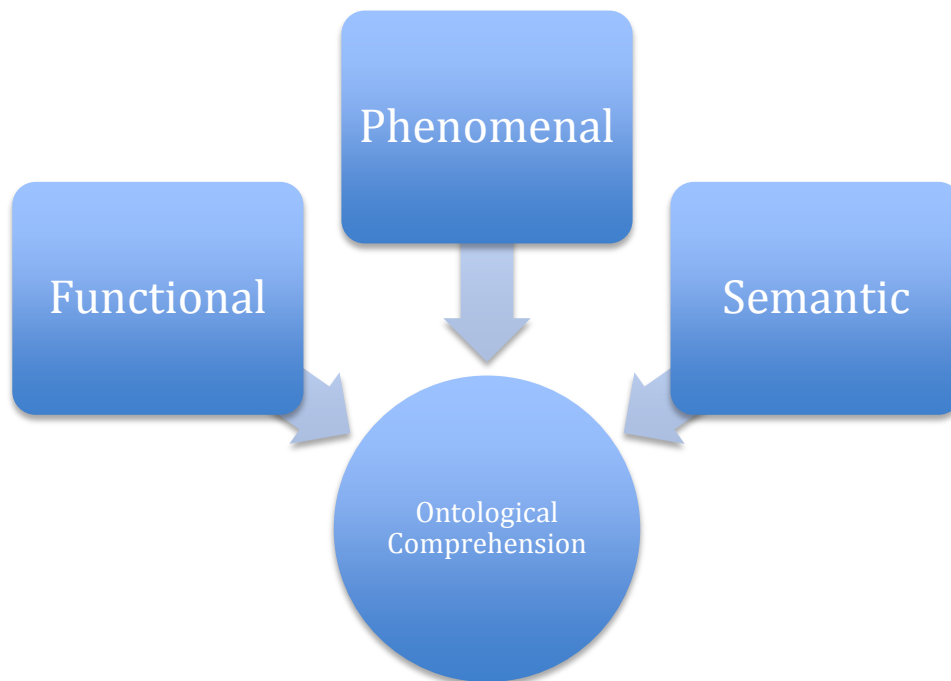 Phenomenal
Functional
Semantic
Ontological
Comprehension